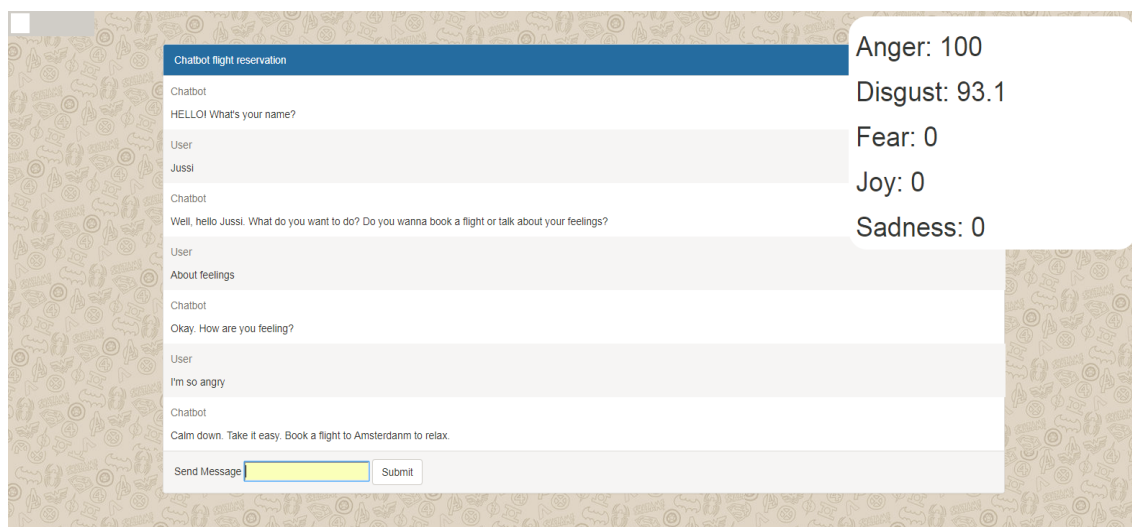 Chatbot flight reservation
Chatbot
HELLO! What's your name?
User
Jussi
Chatbot
Well, hello Jussi. What do you want to do? Do you wanna book a flight or talk about your feelings?
User
About feelings
Chatbot
Okay. How are you feeling?
User
I'm so angry
Chatbot
Calm down. Take it easy. Book a flight to Amsterdanm to relax.
Send Message Submit
Anger: 100
Disgust: 93.1
Fear: 0
Joy: 0
Sadness: 0